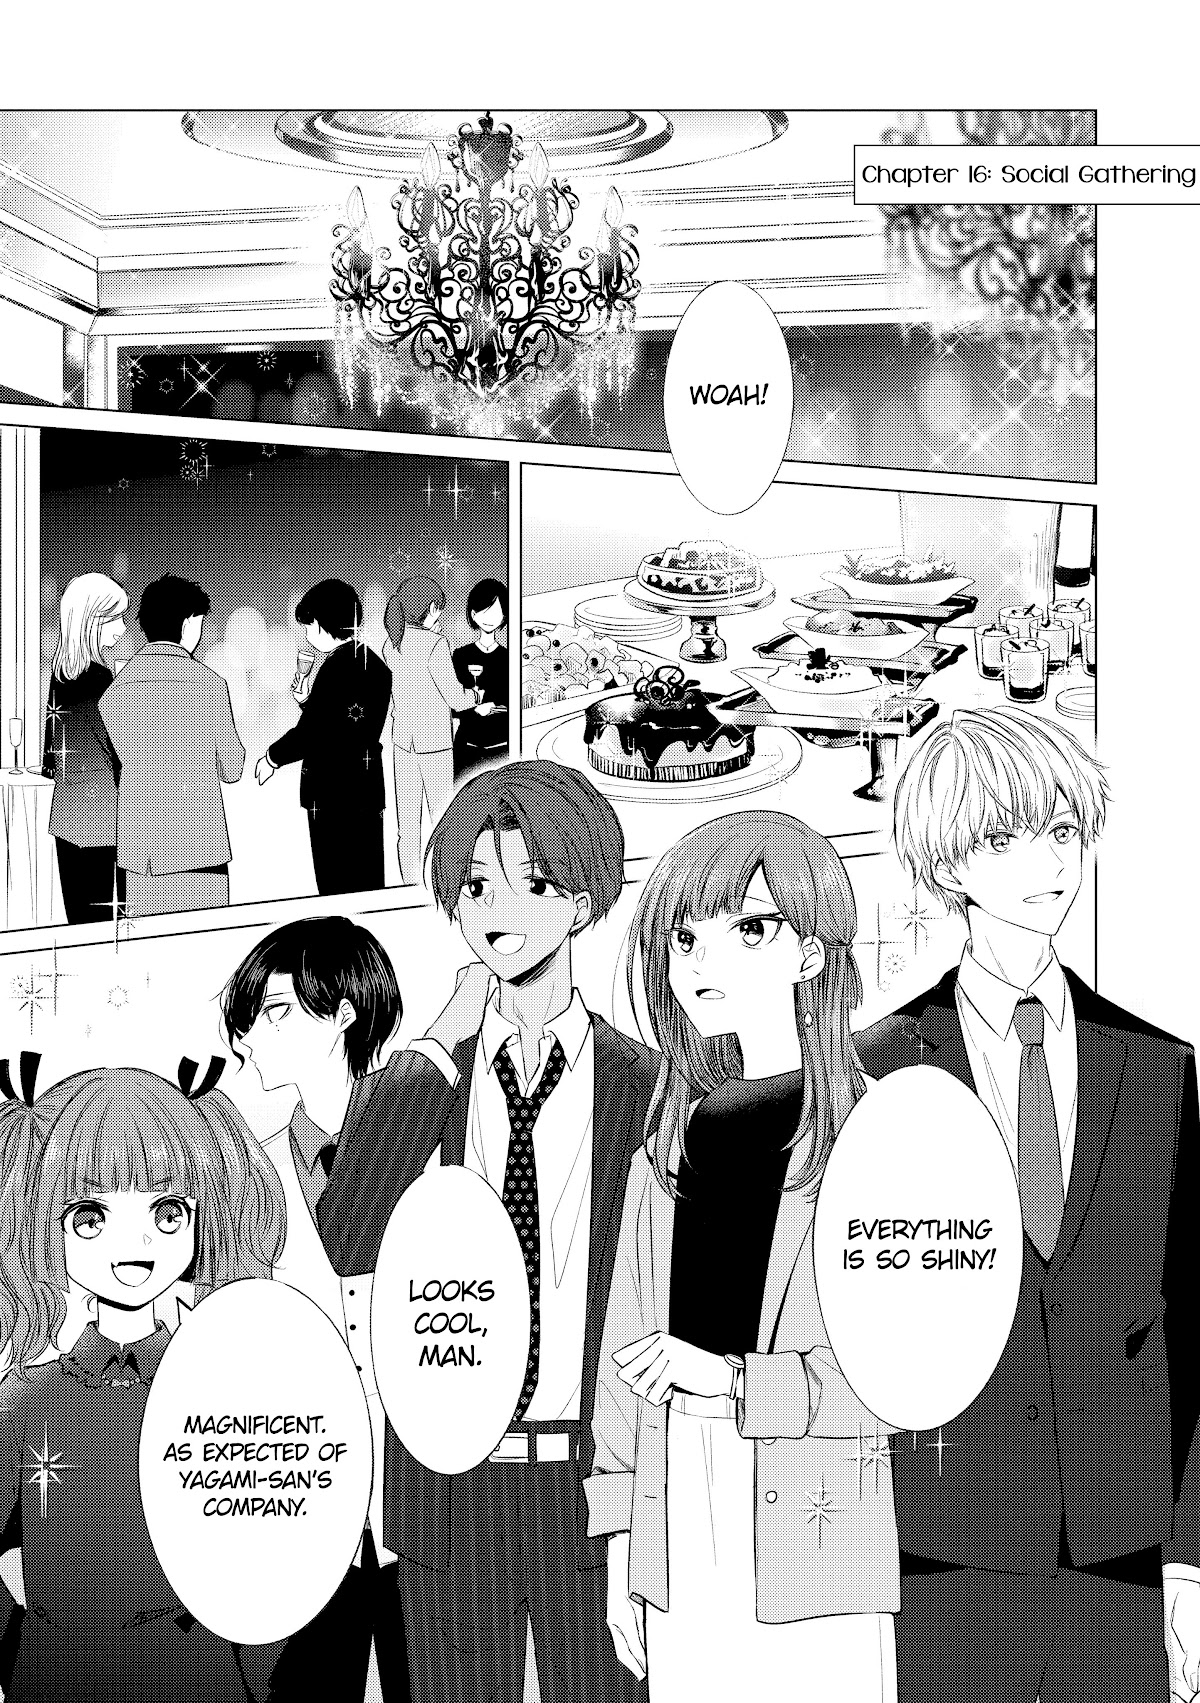 Chapter 16: Social Gathering
WOAH!
EVERYTHING
IS SO SHINY!
LOOKS
COOL,
MAN.
MAGNIFICENT.
AS EXPECTED OF
YAGAMI-SAN'S
COMPANY.